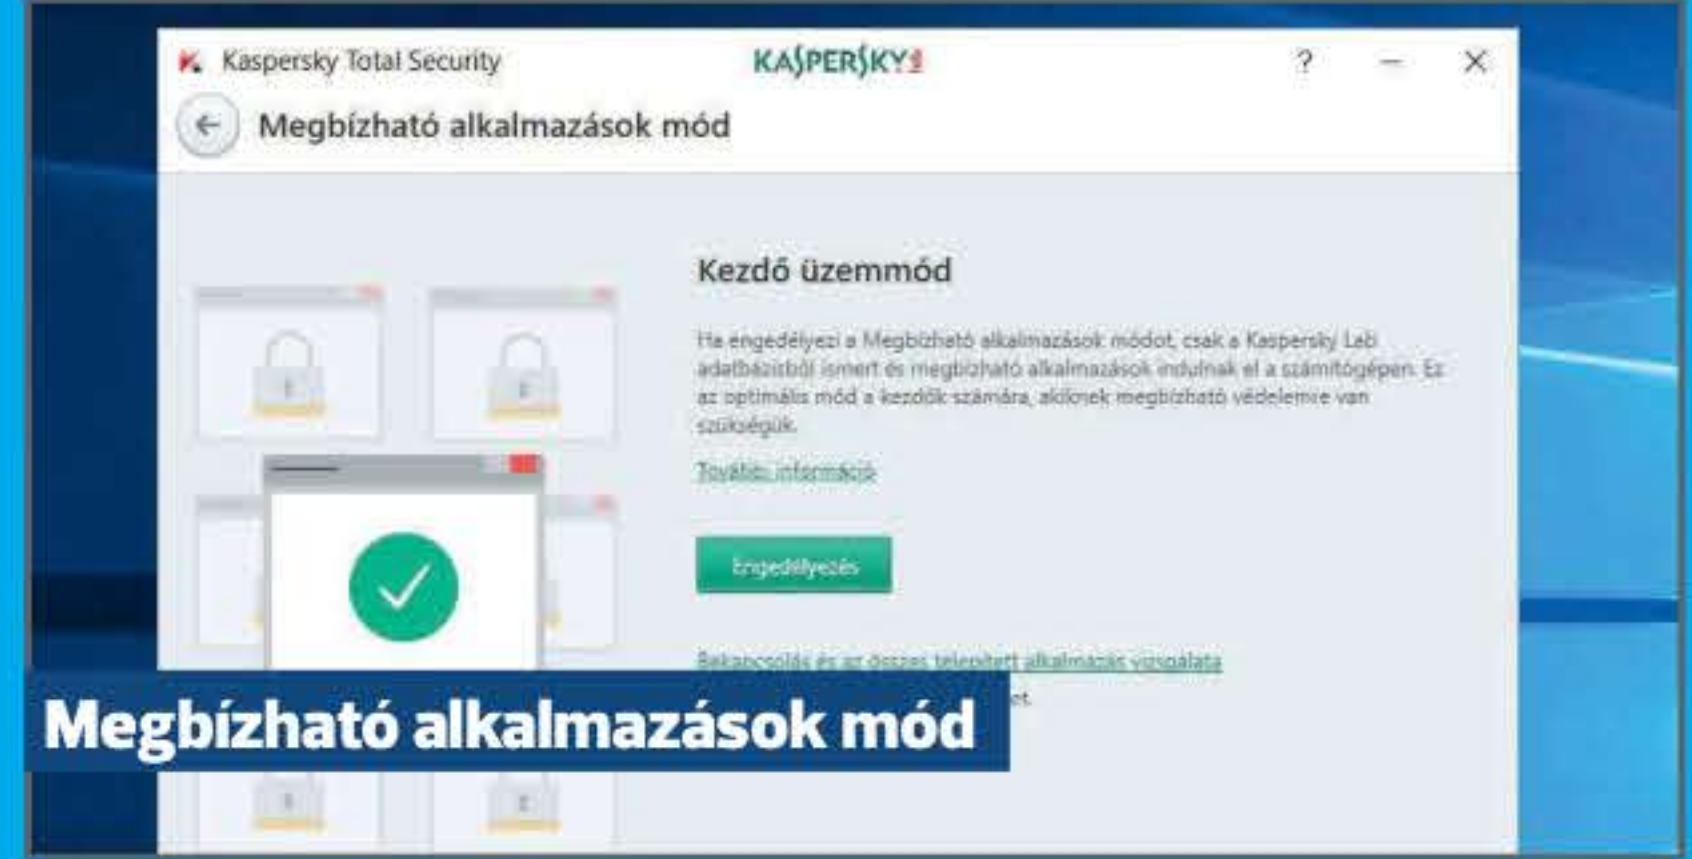 Kaspersky Total Security
KASPERSKY
?
Megbízható alkalmazások mód
Kezdő üzemmód
Ha engedélyezi a Megbízható alkalmazások módot, csak a Kaspersky Lab
adatbázisból ismert és megbízható alkalmazások indulnak el a számítógépen. Ez
az optimális mód a kezdők számára, akiknek megbízható védelemre van
szükségük.
További információ
Engedélyezés
Bekapcsolás és az összes telepített alkalmazás vizsgálata
Megbízható alkalmazások mód